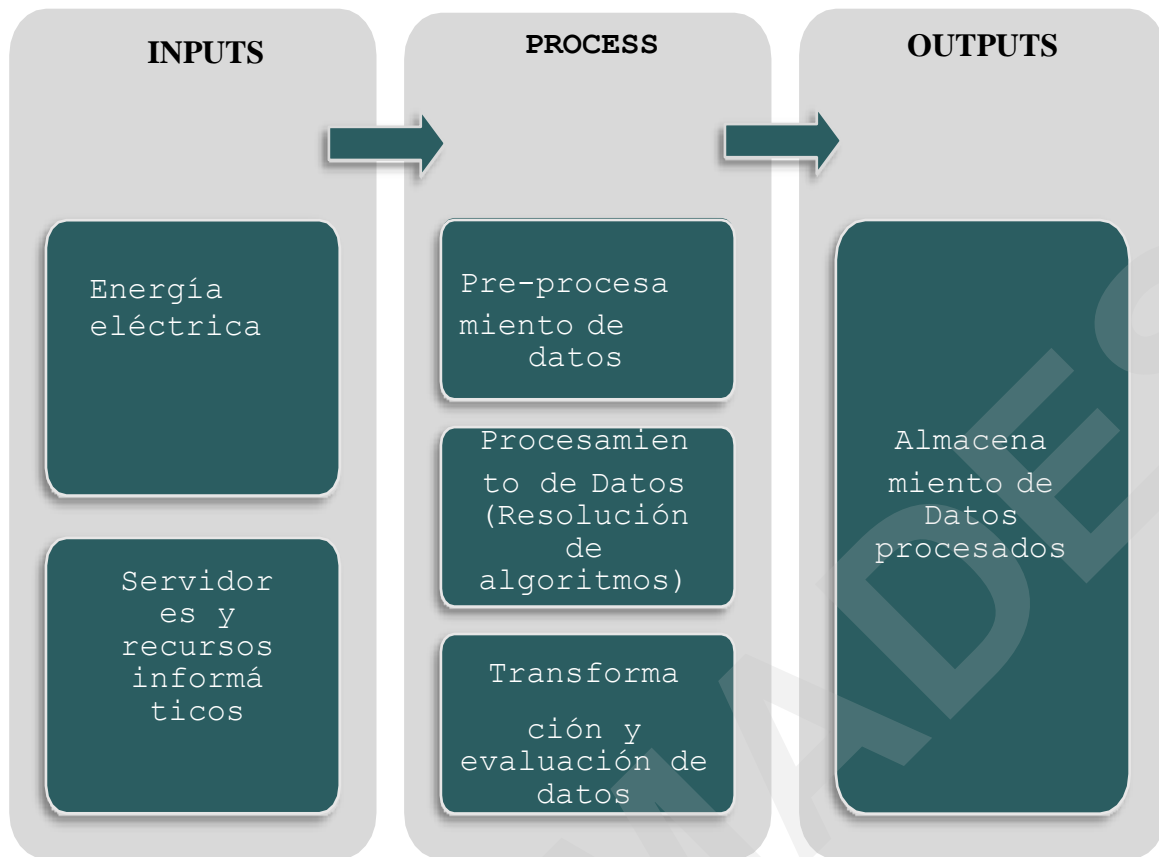 INPUTS
Energía
eléctrica
Servidor
es y
recursos
informá
ticos
PROCESS
Pre-procesa
miento de
datos
Procesamien
to de Datos
(Resolución
de
algoritmos)
Transforma
ción y
evaluación de
datos
OUTPUTS
Almacena
miento de
Datos
procesados
MADES